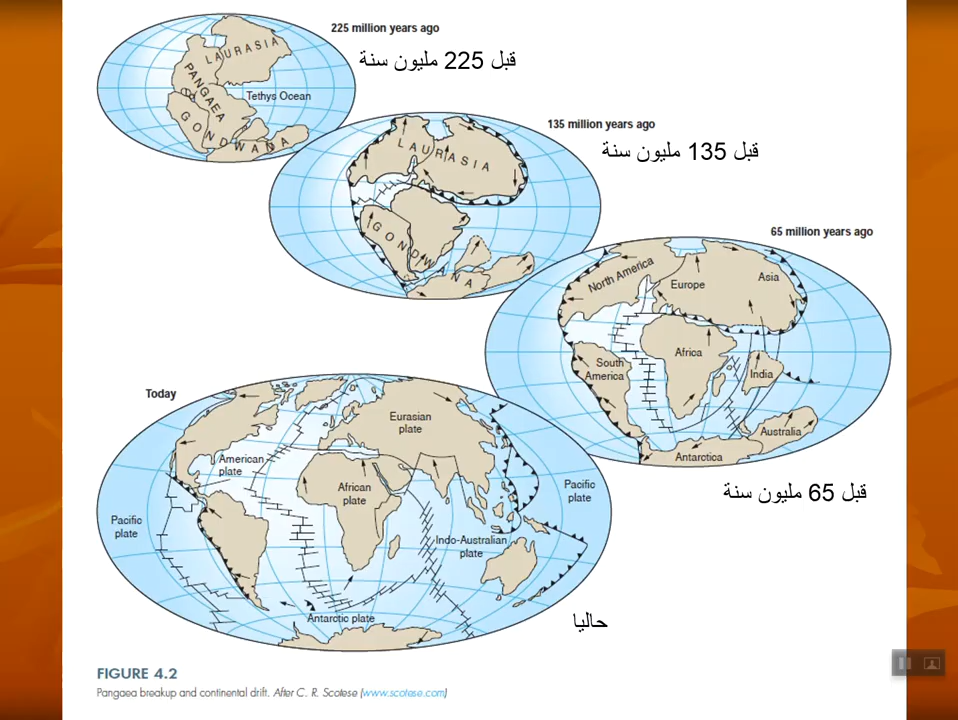 225 million years ago
قبل 225 مليون سنة
LAURASIA
PANGAEA
Tethys Ocean
GONDWANA
135 million years ago
قبل 135 مليون سنة
LAURASIA
GONDWANA
65 million years ago
North America
Europe
Asia
Africa
South
America
India
Australia
Antarctica
قبل 65 مليون سنة
Today
Eurasian
plate
American
plate
African
plate
Pacific
plate
Pacific
plate
Indo-Australian
plate
Antarctic plate
حاليا
FIGURE 4.2
Pangaea breakup and continental drift. After C. R. Scotese (www.scotese.com)